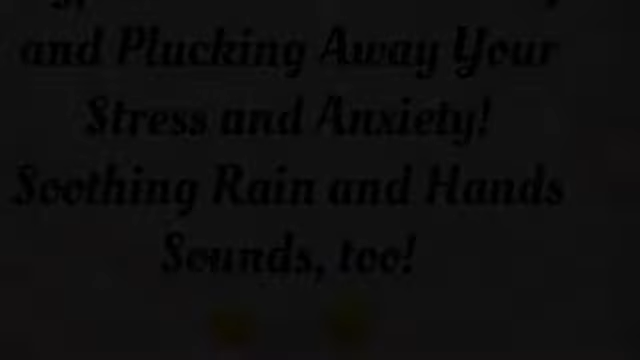 and Plucking Away Your
Stress and Anxiety!
Soothing Rain and Hands
Sounds, too!